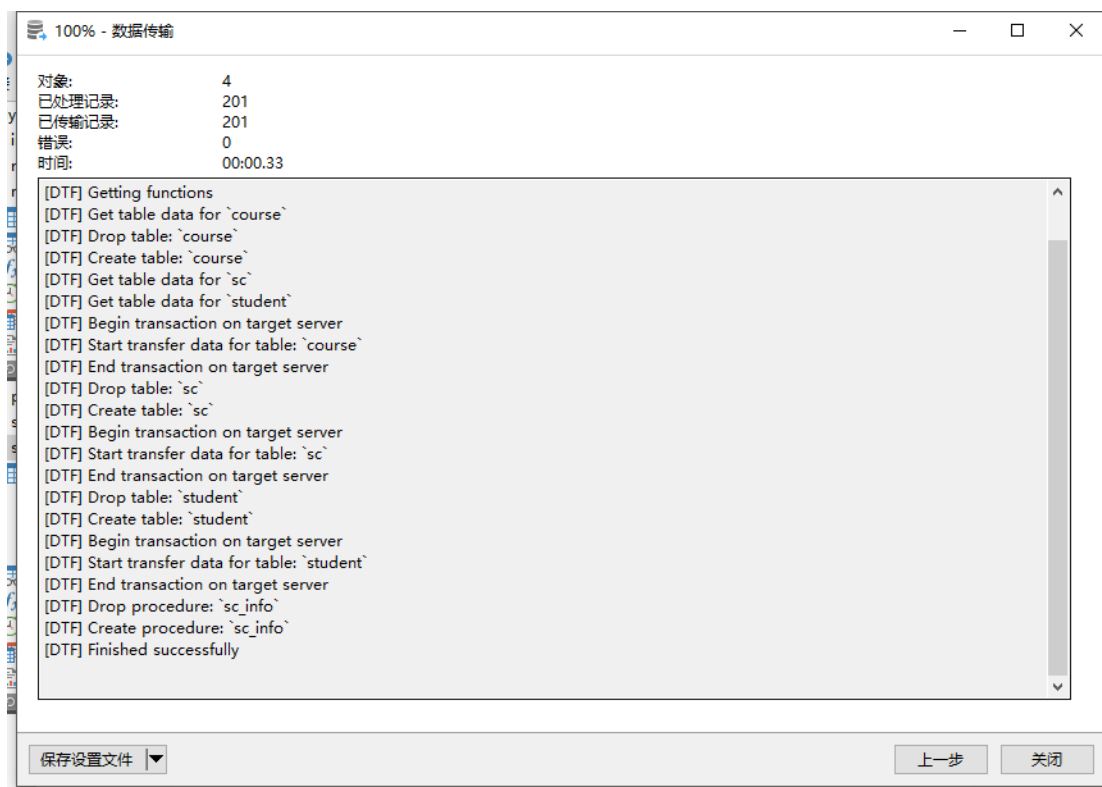 100% - 数据传输
对象: 4
已处理记录: 201
已传输记录: 201
错误: 0
时间: 00:00.33
[DTF] Getting functions
[DTF] Get table data for `course`
[DTF] Drop table: `course`
[DTF] Create table: `course`
[DTF] Get table data for `sc`
[DTF] Get table data for `student`
[DTF] Begin transaction on target server
[DTF] Start transfer data for table: `course`
[DTF] End transaction on target server
[DTF] Drop table: `sc`
[DTF] Create table: `sc`
[DTF] Begin transaction on target server
[DTF] Start transfer data for table: `sc`
[DTF] End transaction on target server
[DTF] Drop table: `student`
[DTF] Create table: `student`
[DTF] Begin transaction on target server
[DTF] Start transfer data for table: `student`
[DTF] End transaction on target server
[DTF] Drop procedure: `sc_info`
[DTF] Create procedure: `sc_info`
[DTF] Finished successfully
保存设置文件 上一步 关闭